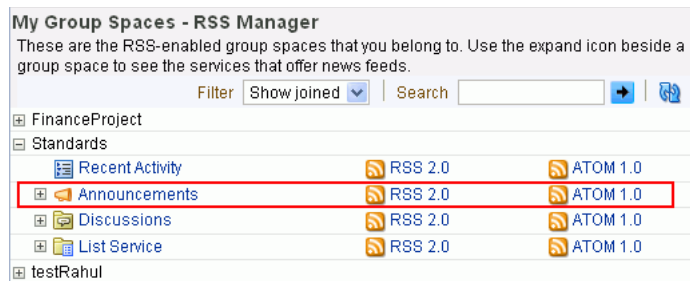 My Group Spaces - RSS Manager
These are the RSS-enabled group spaces that you belong to. Use the expand icon beside a
group space to see the services that offer news feeds.
Filter Show joined Search
FinanceProject
Standards
Recent Activity RSS 2.0 ATOM 1.0
Announcements RSS 2.0 ATOM 1.0
Discussions RSS 2.0 ATOM 1.0
List Service RSS 2.0 ATOM 1.0
testRahul